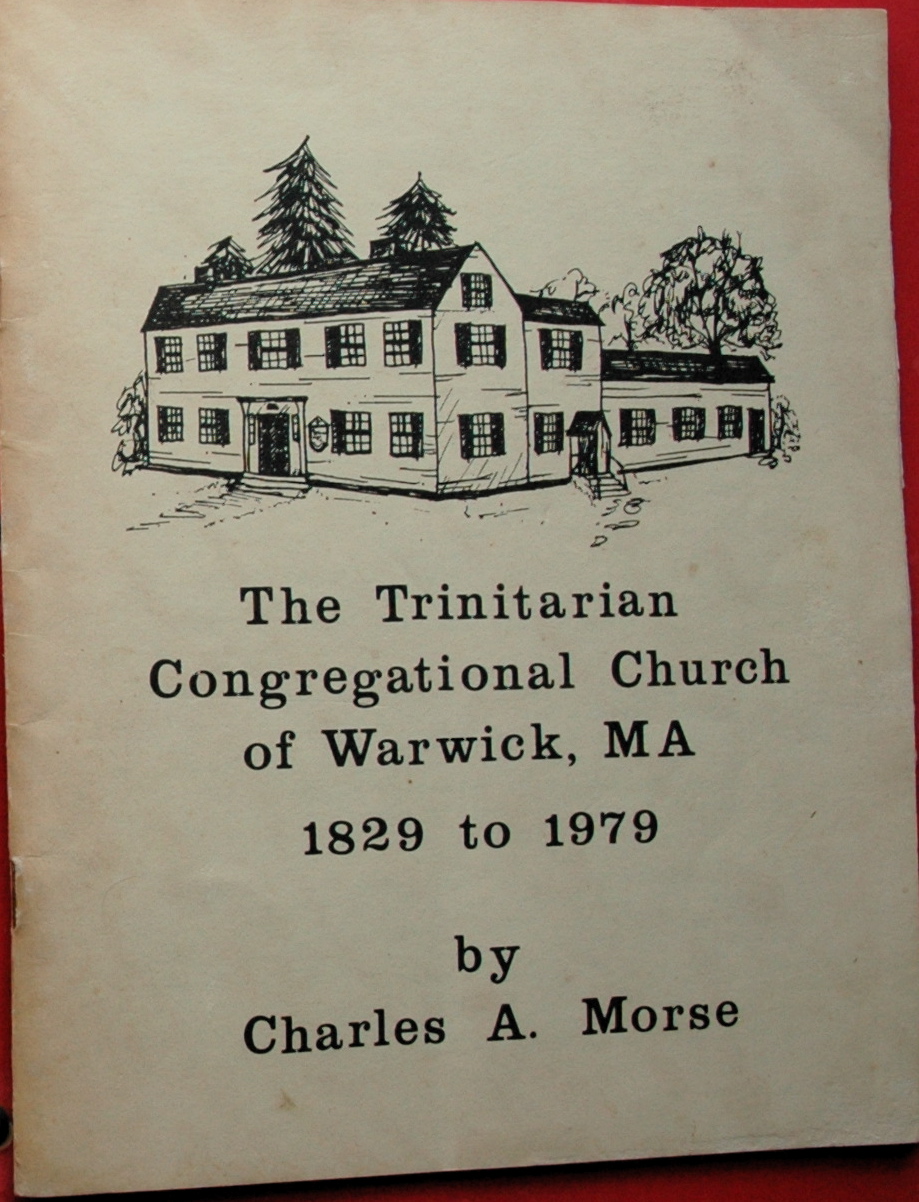 The Trinitarian
Congregational Church
of Warwick, MA
1829 to 1979
by
Charles A. Morse